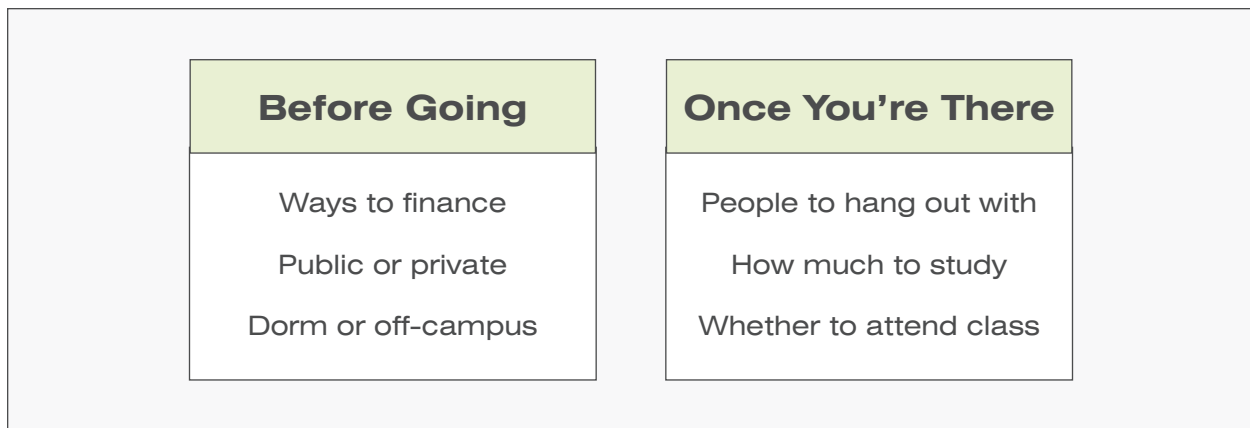 Before Going
Ways to finance
Public or private
Dorm or off-campus
Once You’re There
People to hang out with
How much to study
Whether to attend class